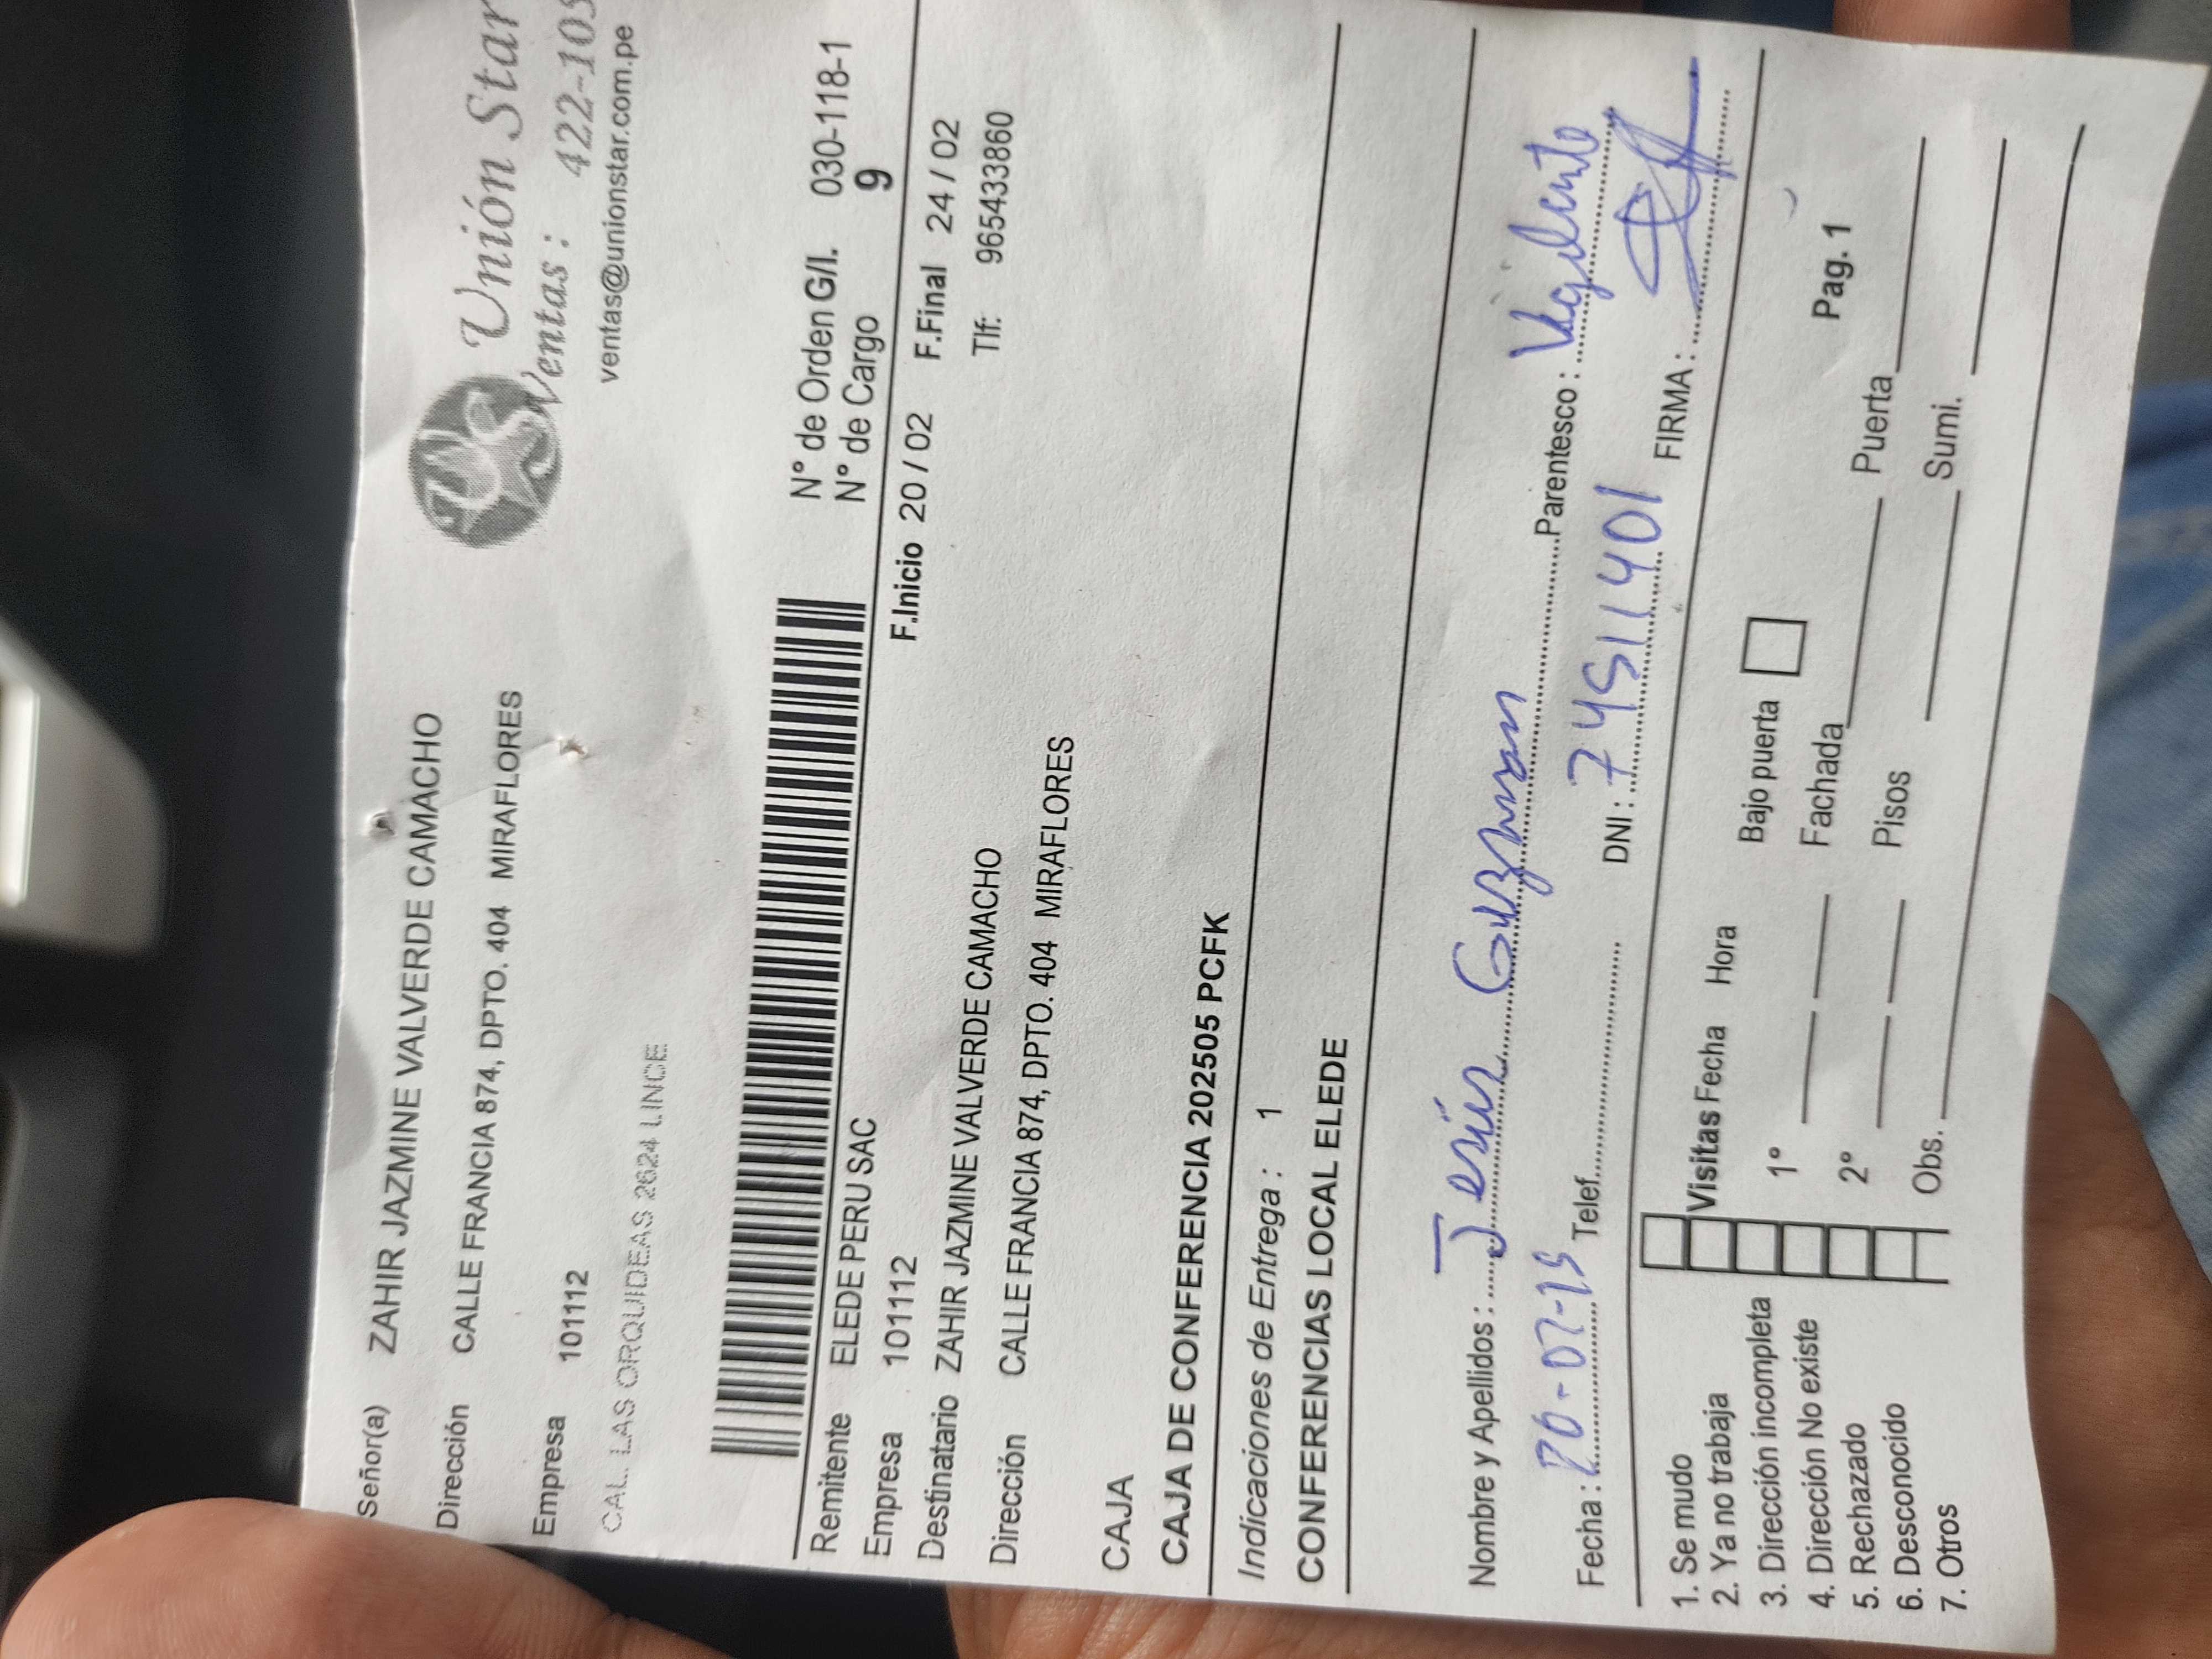 Unión Star
Ventas : 422-105
ventas@unionstar.com.pe
Señor(a) ZAHIR JAZMINE VALVERDE CAMACHO
Dirección CALLE FRANCIA 874, DPTO. 404 MIRAFLORES
Empresa 101112
CAL. LAS ORQUIDEAS 2624 LINCE
N° de Orden G/I. 030-118-1
N° de Cargo 9
Remitente ELEDE PERU SAC
F.Inicio 20 / 02 F.Final 24 / 02
Empresa 101112
Destinatario ZAHIR JAZMINE VALVERDE CAMACHO Tlf: 965433860
Dirección CALLE FRANCIA 874, DPTO. 404 MIRAFLORES
CAJA
CAJA DE CONFERENCIA 202505 PCFK
Indicaciones de Entrega : 1
CONFERENCIAS LOCAL ELEDE
Nombre y Apellidos : Jesús Guzman Parentesco :
Fecha : Telef. DNI : 74511401 FIRMA :
1. Se mudo Visitas Fecha Hora Bajo puerta Pag. 1
2. Ya no trabaja
3. Dirección incompleta 1° Fachada Puerta
4. Dirección No existe
5. Rechazado 2° Pisos Sumi.
6. Desconocido
7. Otros Obs.